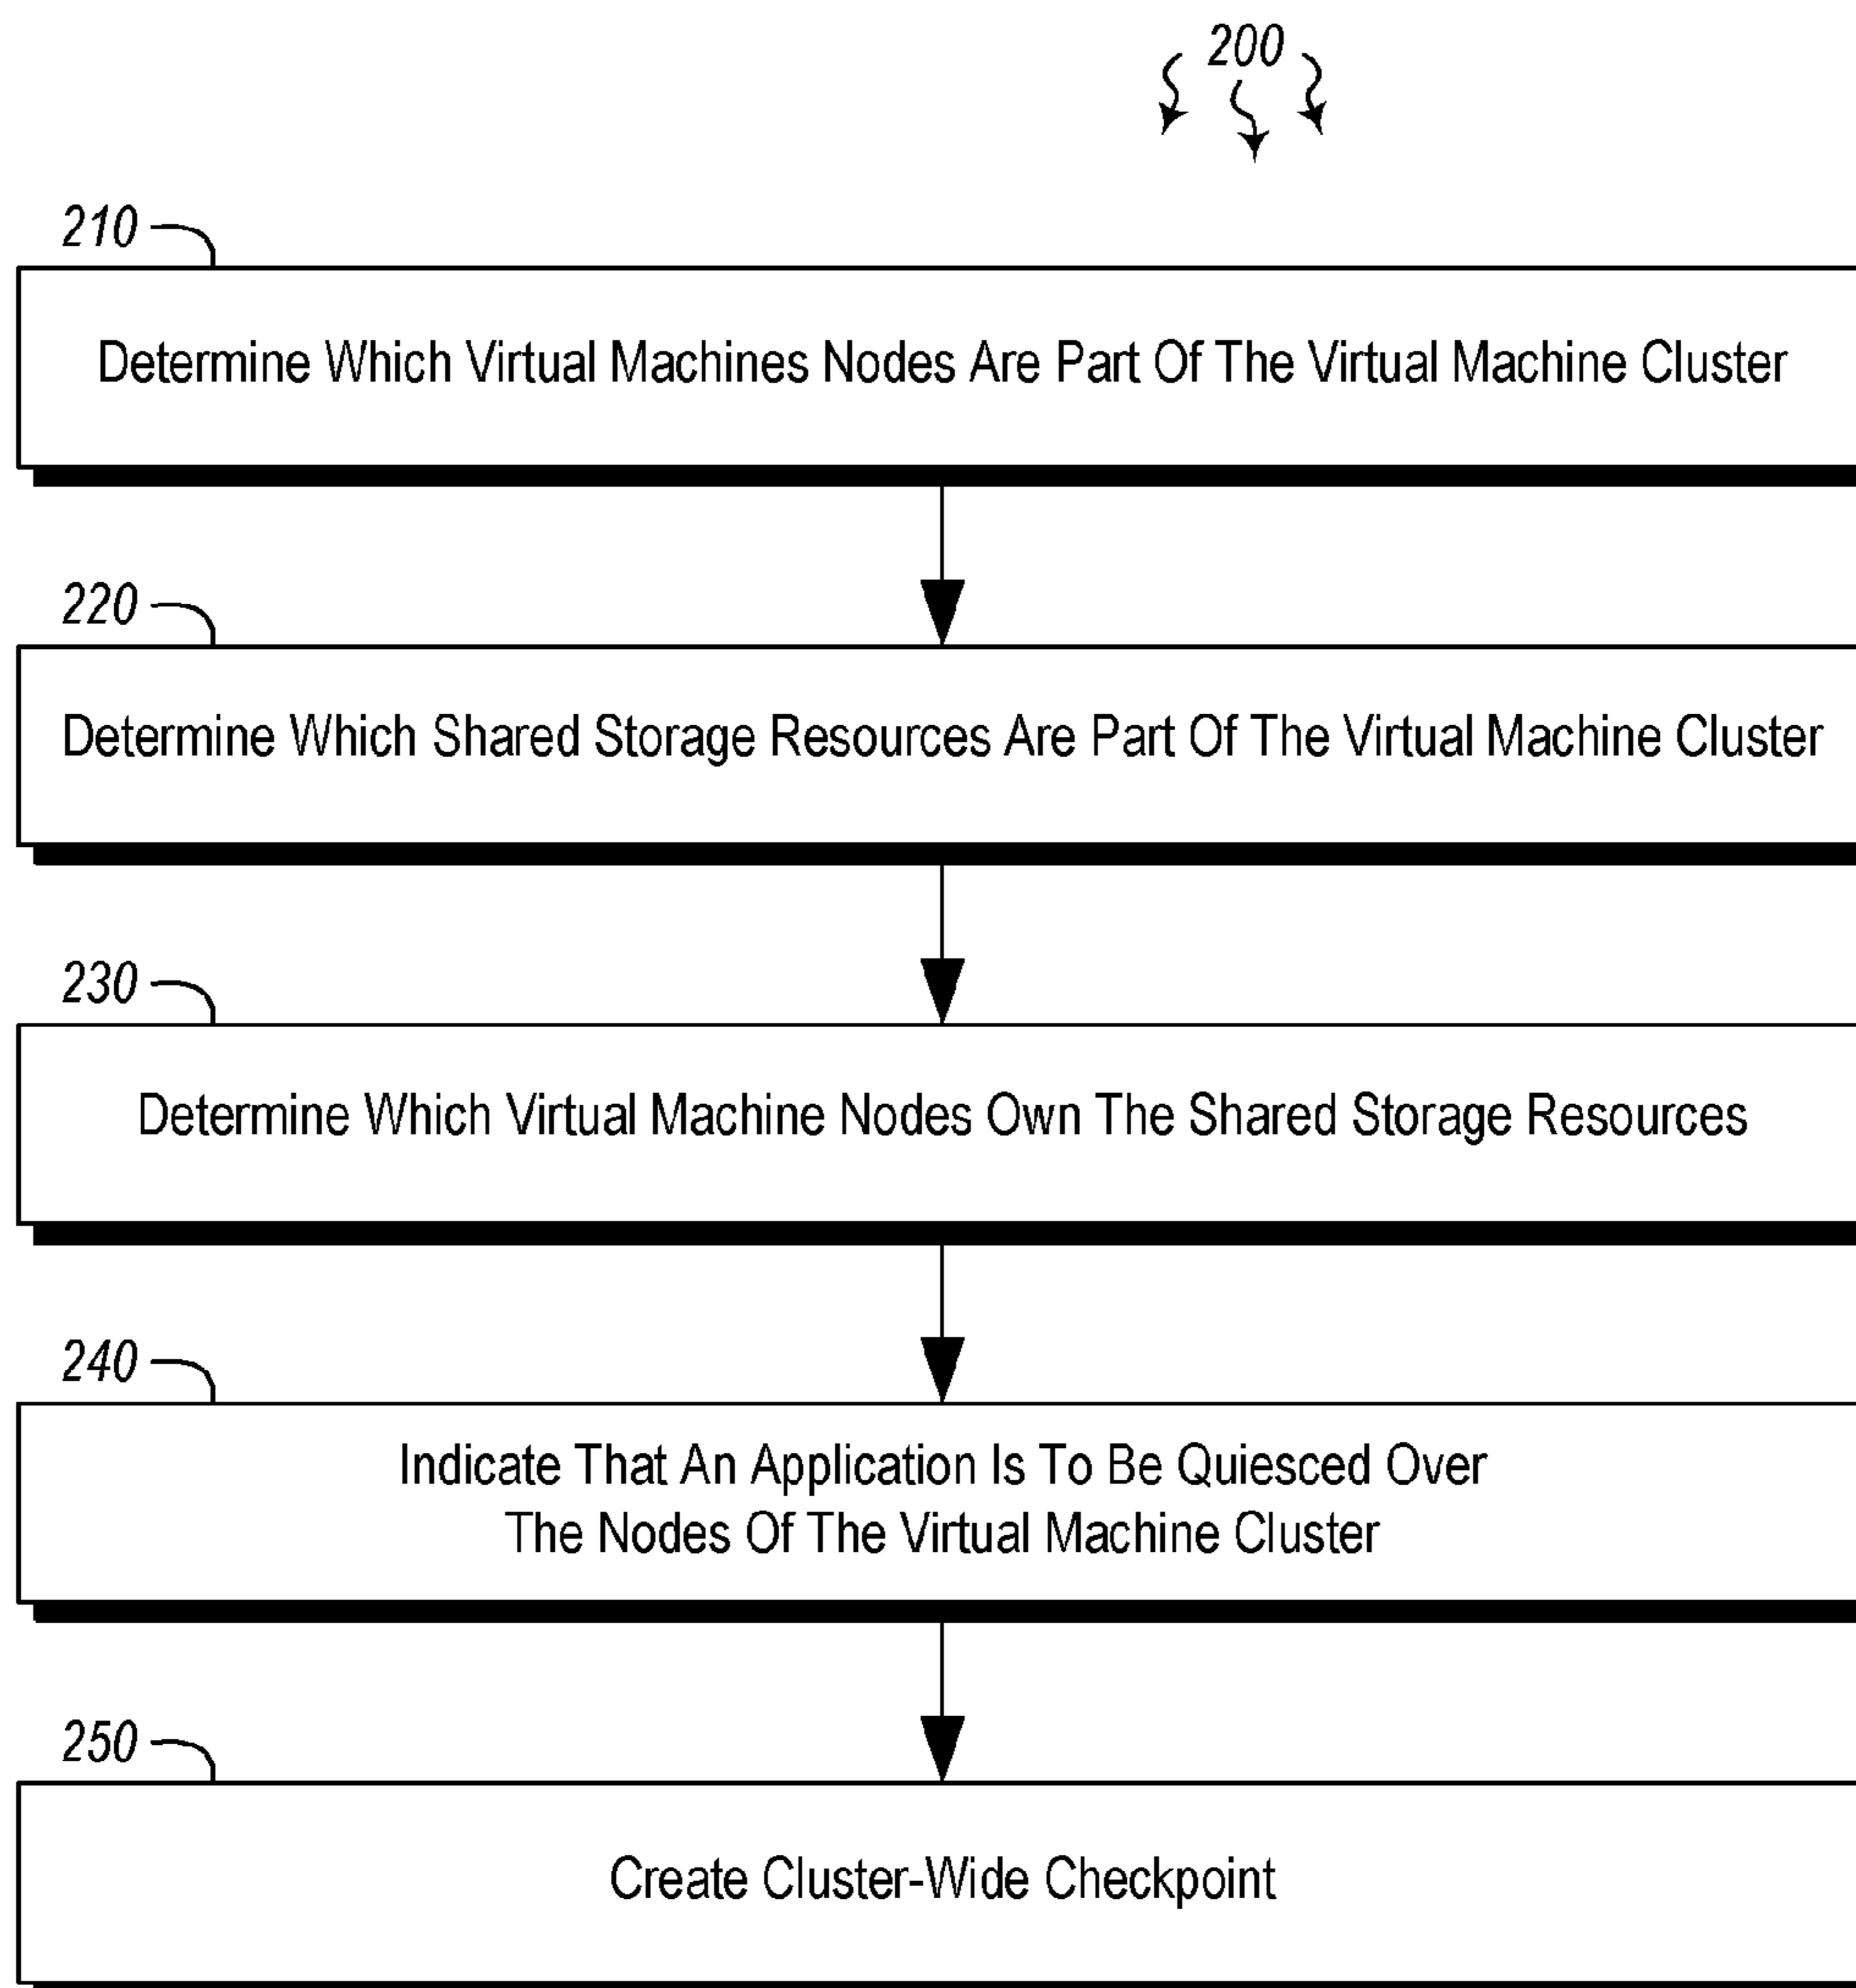 200
210
Determine Which Virtual Machines Nodes Are Part Of The Virtual Machine Cluster
220
Determine Which Shared Storage Resources Are Part Of The Virtual Machine Cluster
230
Determine Which Virtual Machine Nodes Own The Shared Storage Resources
240
Indicate That An Application Is To Be Quiesced Over
The Nodes Of The Virtual Machine Cluster
250
Create Cluster-Wide Checkpoint